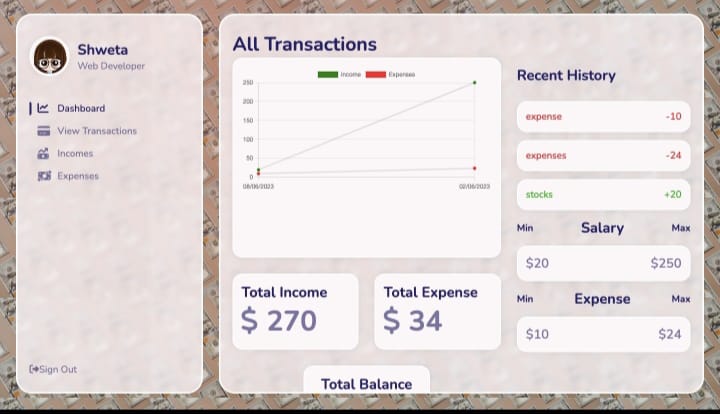 Shweta
Web Developer
Dashboard
View Transactions
Incomes
Expenses
Sign Out
All Transactions
Income Expenses
250
200
150
100
50
0
08/06/2023 02/06/2023
Total Income
$ 270
Total Expense
$ 34
Total Balance
Recent History
expense -10
expenses -24
stocks +20
Min Salary Max
$20 $250
Min Expense Max
$10 $24